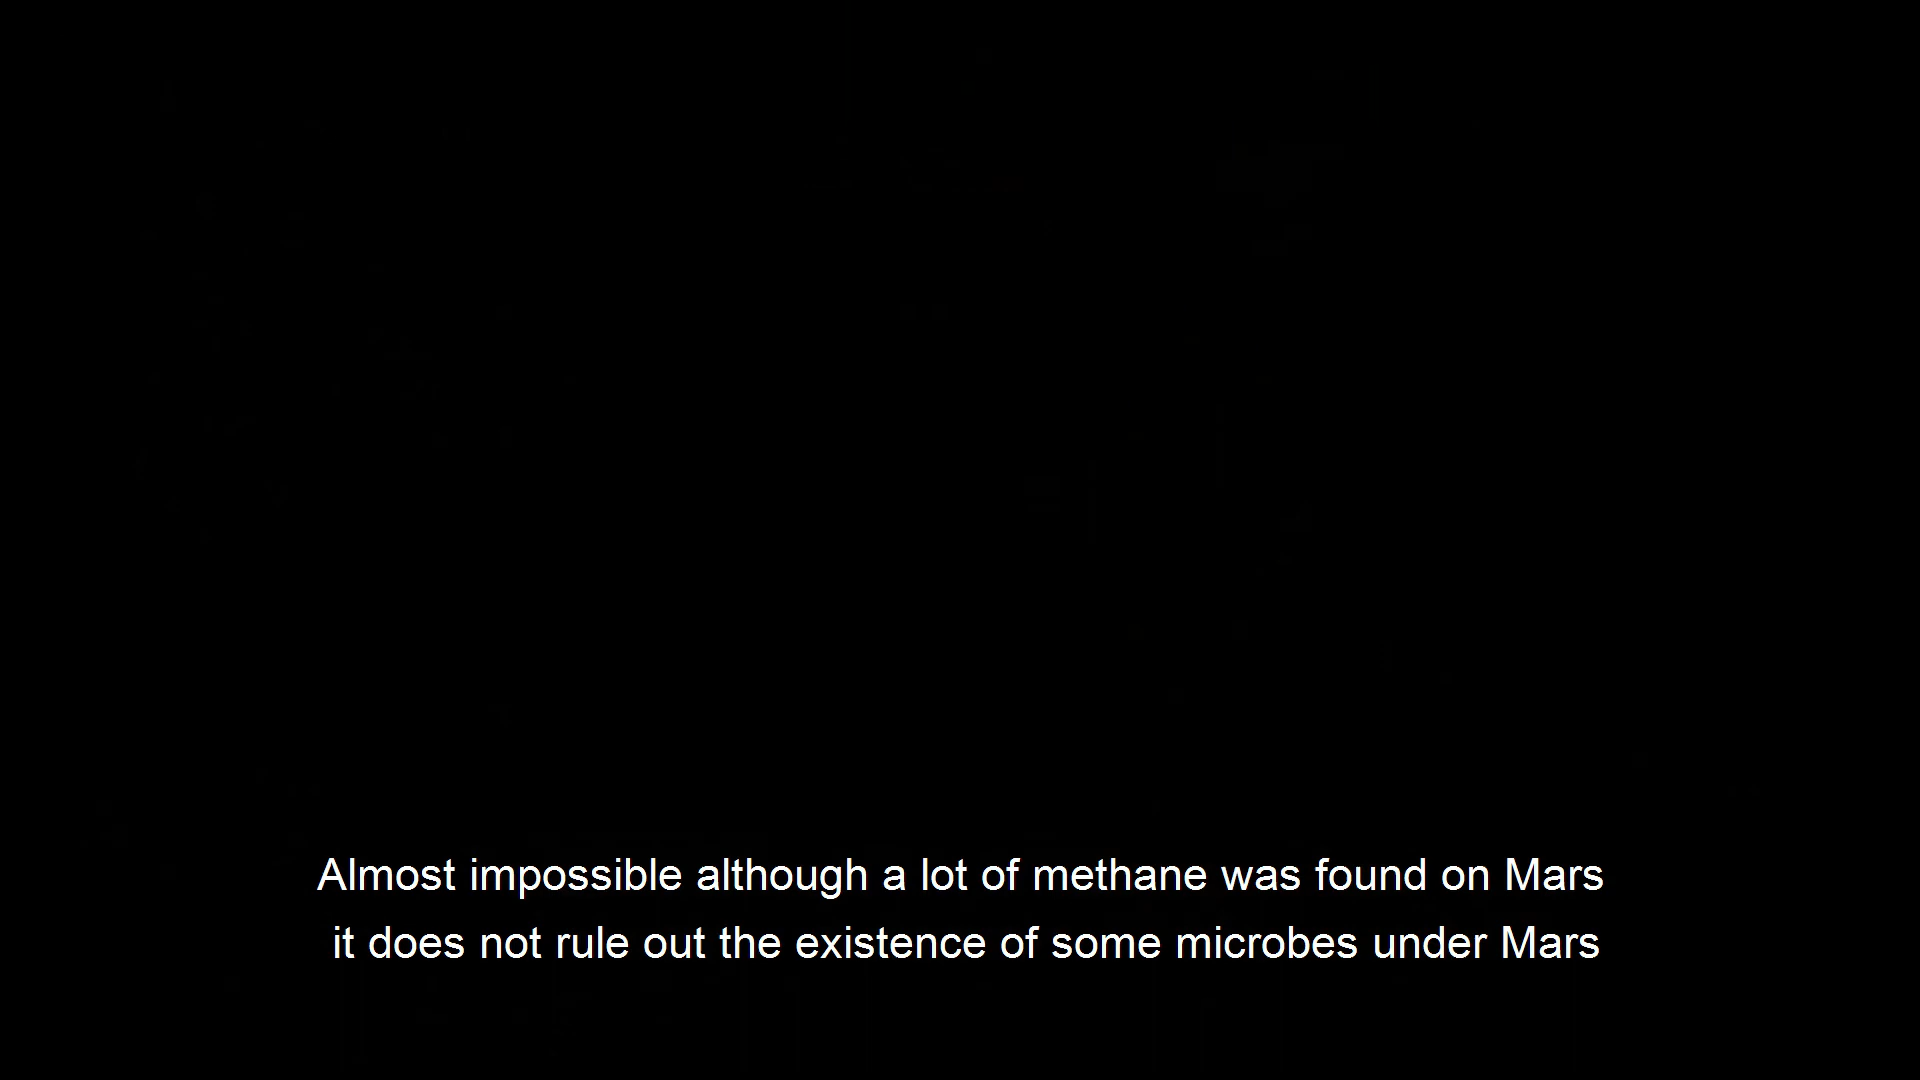 Almost impossible although a lot of methane was found on Mars
it does not rule out the existence of some microbes under Mars